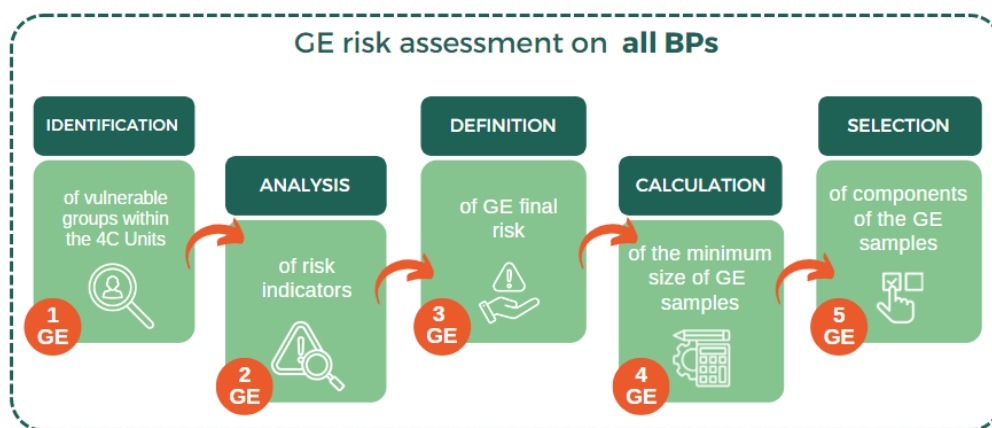 GE risk assessment on all BPs
IDENTIFICATION
of vulnerable
groups within
the 4C Units
1
GE
ANALYSIS
of risk
indicators
2
GE
DEFINITION
of GE final
risk
3
GE
CALCULATION
of the minimum
size of GE
samples
4
GE
SELECTION
of components
of the GE
samples
5
GE